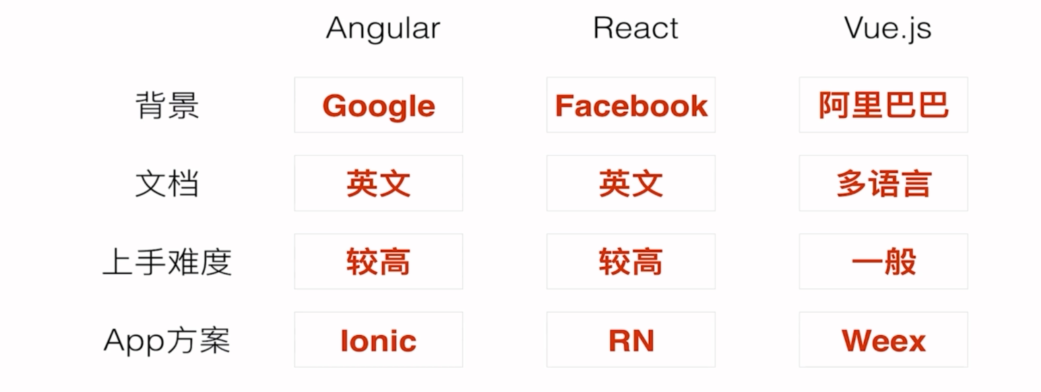 Angular React Vue.js
背景 Google Facebook 阿里巴巴
文档 英文 英文 多语言
上手难度 较高 较高 一般
App方案 Ionic RN Weex